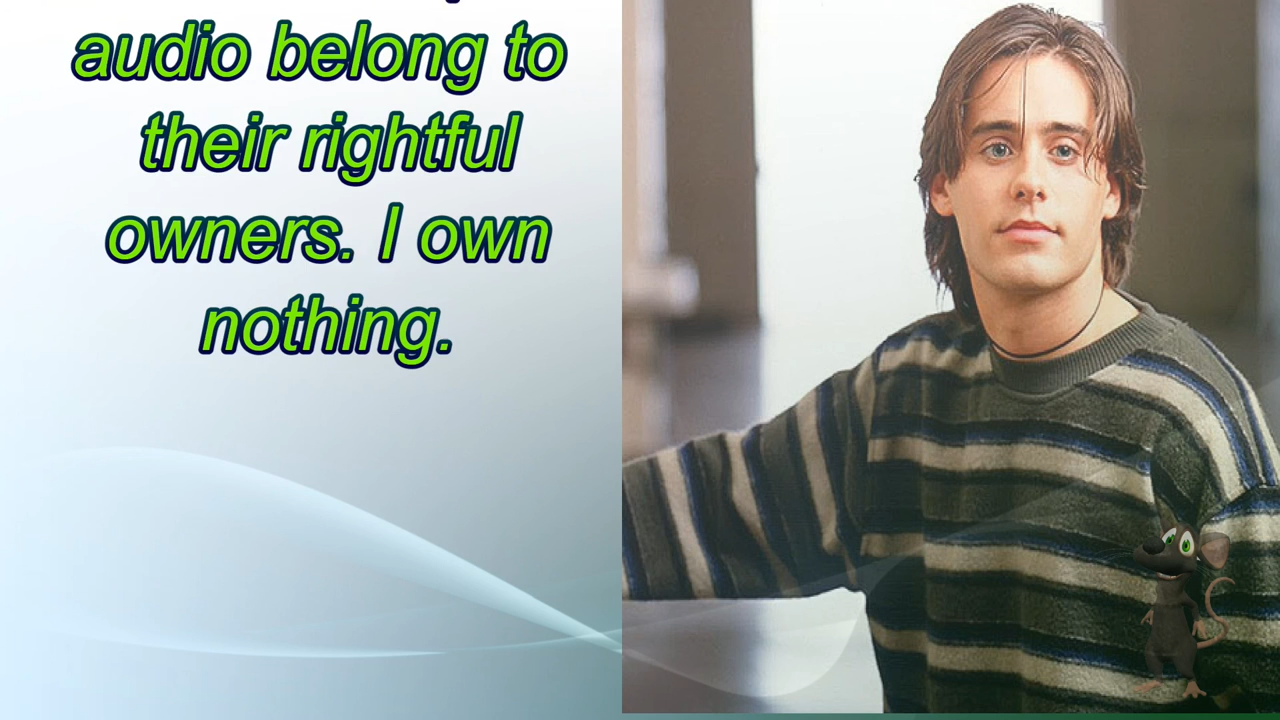 audio belong to
their rightful
owners. I own
nothing.